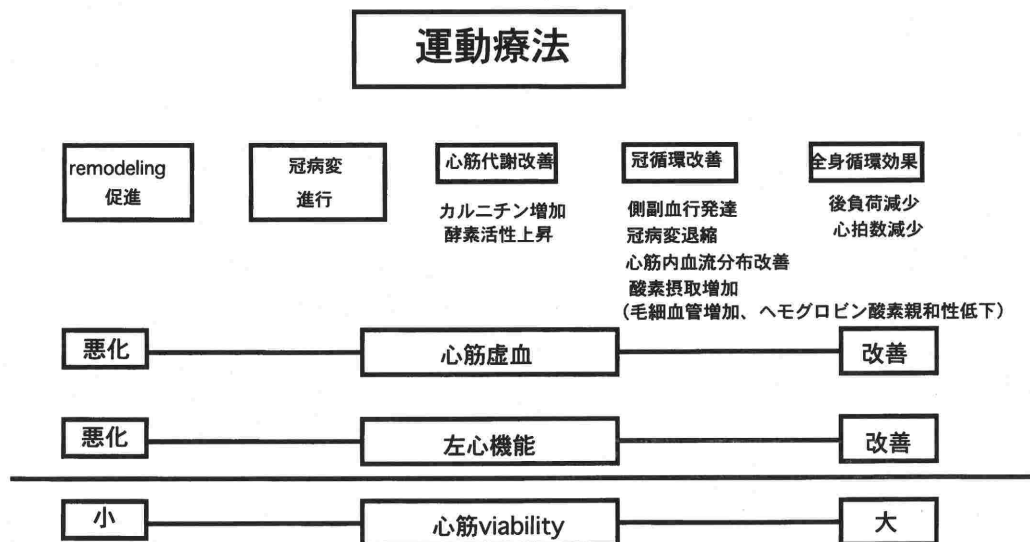 運動療法
remodeling
促進
冠病変
進行
心筋代謝改善
カルニチン増加
酵素活性上昇
冠循環改善
側副血行発達
冠病変退縮
心筋内血流分布改善
酸素摂取増加
(毛細血管増加、ヘモグロビン酸素親和性低下)
全身循環効果
後負荷減少
心拍数減少
悪化 心筋虚血 改善
悪化 左心機能 改善
小 心筋viability 大